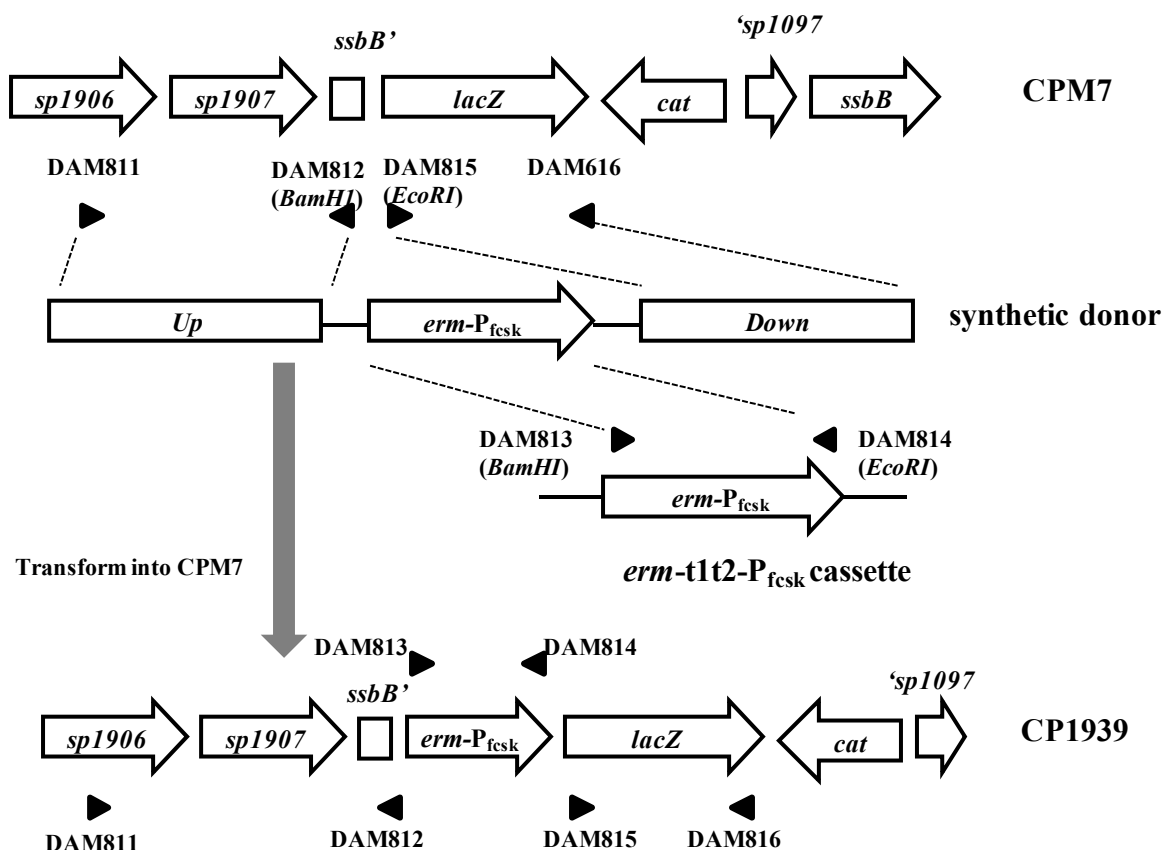 ssbB’
‘sp1097
sp1906
sp1907
lacZ
cat
ssbB
CPM7
DAM811
DAM812
(BamH1)
DAM815
(EcoRI)
DAM616
Up
erm-Pfcsk
Down
synthetic donor
DAM813
(BamHI)
DAM814
(EcoRI)
erm-Pfcsk
erm-t1t2-Pfcsk cassette
Transform into CPM7
DAM813
DAM814
ssbB’
‘sp1097
sp1906
sp1907
erm-Pfcsk
lacZ
cat
CP1939
DAM811
DAM812
DAM815
DAM816